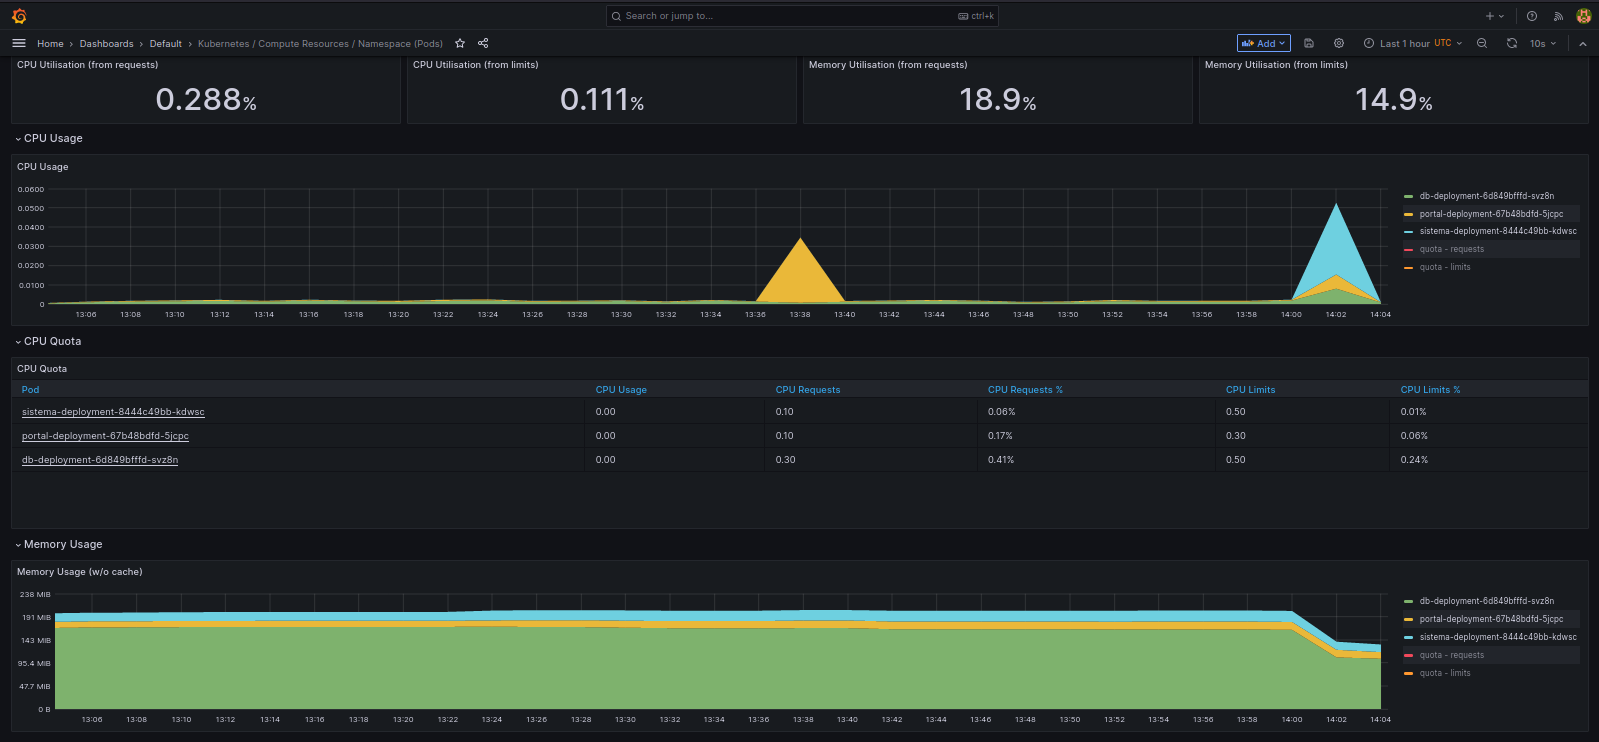 Search or jump to...
ctrl+k
Home › Dashboards › Default › Kubernetes / Compute Resources / Namespace (Pods)
Add
Last 1 hour UTC
10s
CPU Utilisation (from requests)
0.288%
CPU Utilisation (from limits)
0.111%
Memory Utilisation (from requests)
18.9%
Memory Utilisation (from limits)
14.9%
CPU Usage
CPU Usage
0.0600
0.0500
0.0400
0.0300
0.0200
0.0100
0
13:06 13:08 13:10 13:12 13:14 13:16 13:18 13:20 13:22 13:24 13:26 13:28 13:30 13:32 13:34 13:36 13:38 13:40 13:42 13:44 13:46 13:48 13:50 13:52 13:54 13:56 13:58 14:00 14:02 14:04
db-deployment-6d849bfffd-svz8n
portal-deployment-67b48bdfd-5jcpc
sistema-deployment-8444c49bb-kdwsc
quota - requests
quota - limits
CPU Quota
CPU Quota
Pod CPU Usage CPU Requests CPU Requests % CPU Limits CPU Limits %
sistema-deployment-8444c49bb-kdwsc 0.00 0.10 0.06% 0.50 0.01%
portal-deployment-67b48bdfd-5jcpc 0.00 0.10 0.17% 0.30 0.06%
db-deployment-6d849bfffd-svz8n 0.00 0.30 0.41% 0.50 0.24%
Memory Usage
Memory Usage (w/o cache)
238 MiB
191 MiB
143 MiB
95.4 MiB
47.7 MiB
0 B
13:06 13:08 13:10 13:12 13:14 13:16 13:18 13:20 13:22 13:24 13:26 13:28 13:30 13:32 13:34 13:36 13:38 13:40 13:42 13:44 13:46 13:48 13:50 13:52 13:54 13:56 13:58 14:00 14:02 14:04
db-deployment-6d849bfffd-svz8n
portal-deployment-67b48bdfd-5jcpc
sistema-deployment-8444c49bb-kdwsc
quota - requests
quota - limits